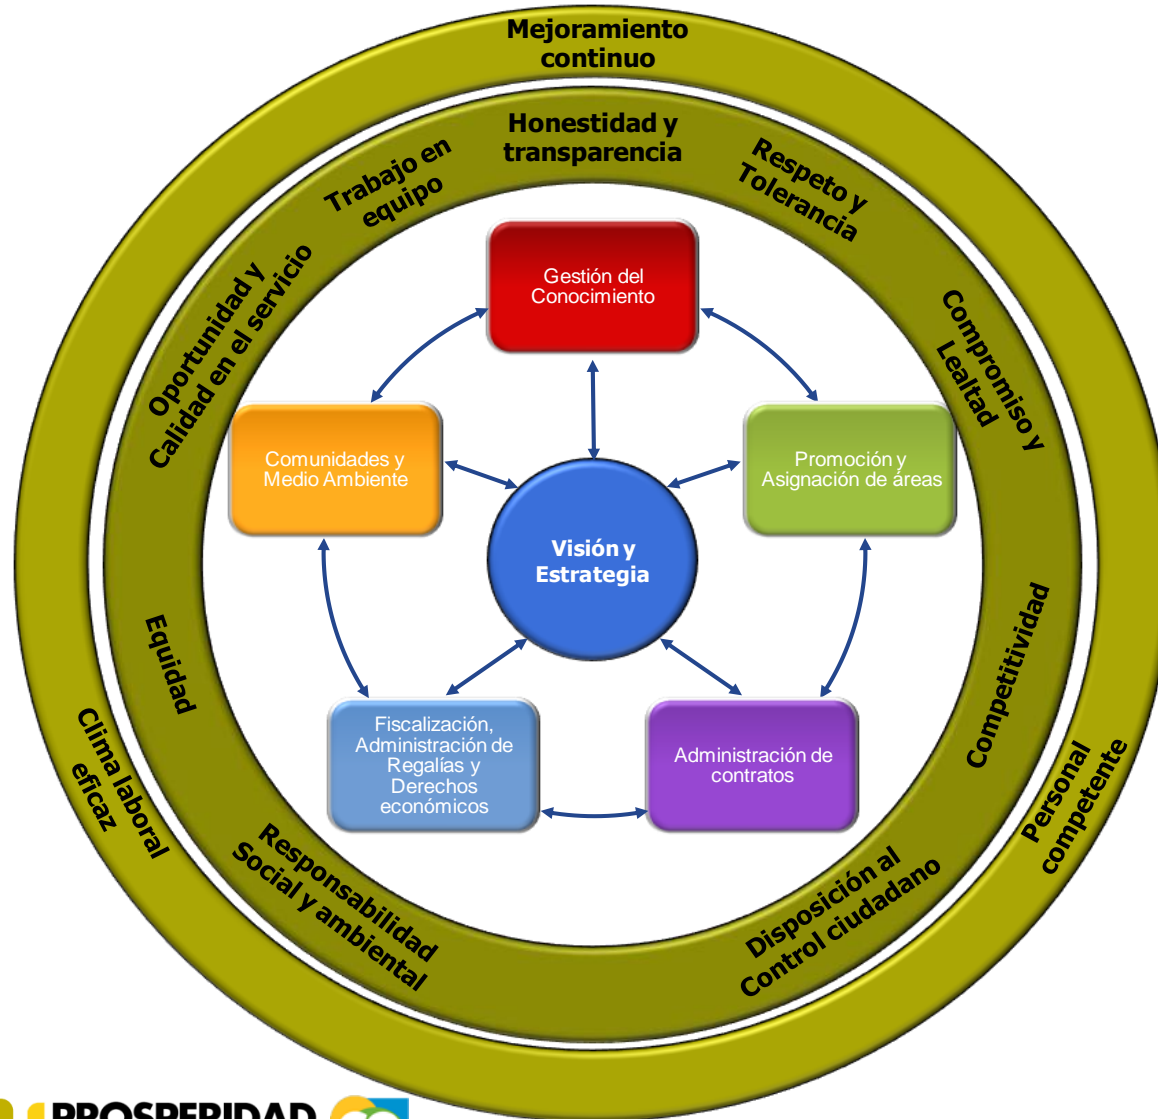 Mejoramiento
continuo
Honestidad y
transparencia
Trabajo en
equipo
Respeto y
Tolerancia
Oportunidad y
Calidad en el servicio
Compromiso y
Lealtad
Gestión del
Conocimiento
Comunidades y
Medio Ambiente
Promoción y
Asignación de áreas
Visión y
Estrategia
Equidad
Competitividad
Fiscalización,
Administración de
Regalías y
Derechos
económicos
Administración de
contratos
Clima laboral
eficaz
Personal
competente
Responsabilidad
Social y ambiental
Disposición al
Control ciudadano
PROSPERIDAD